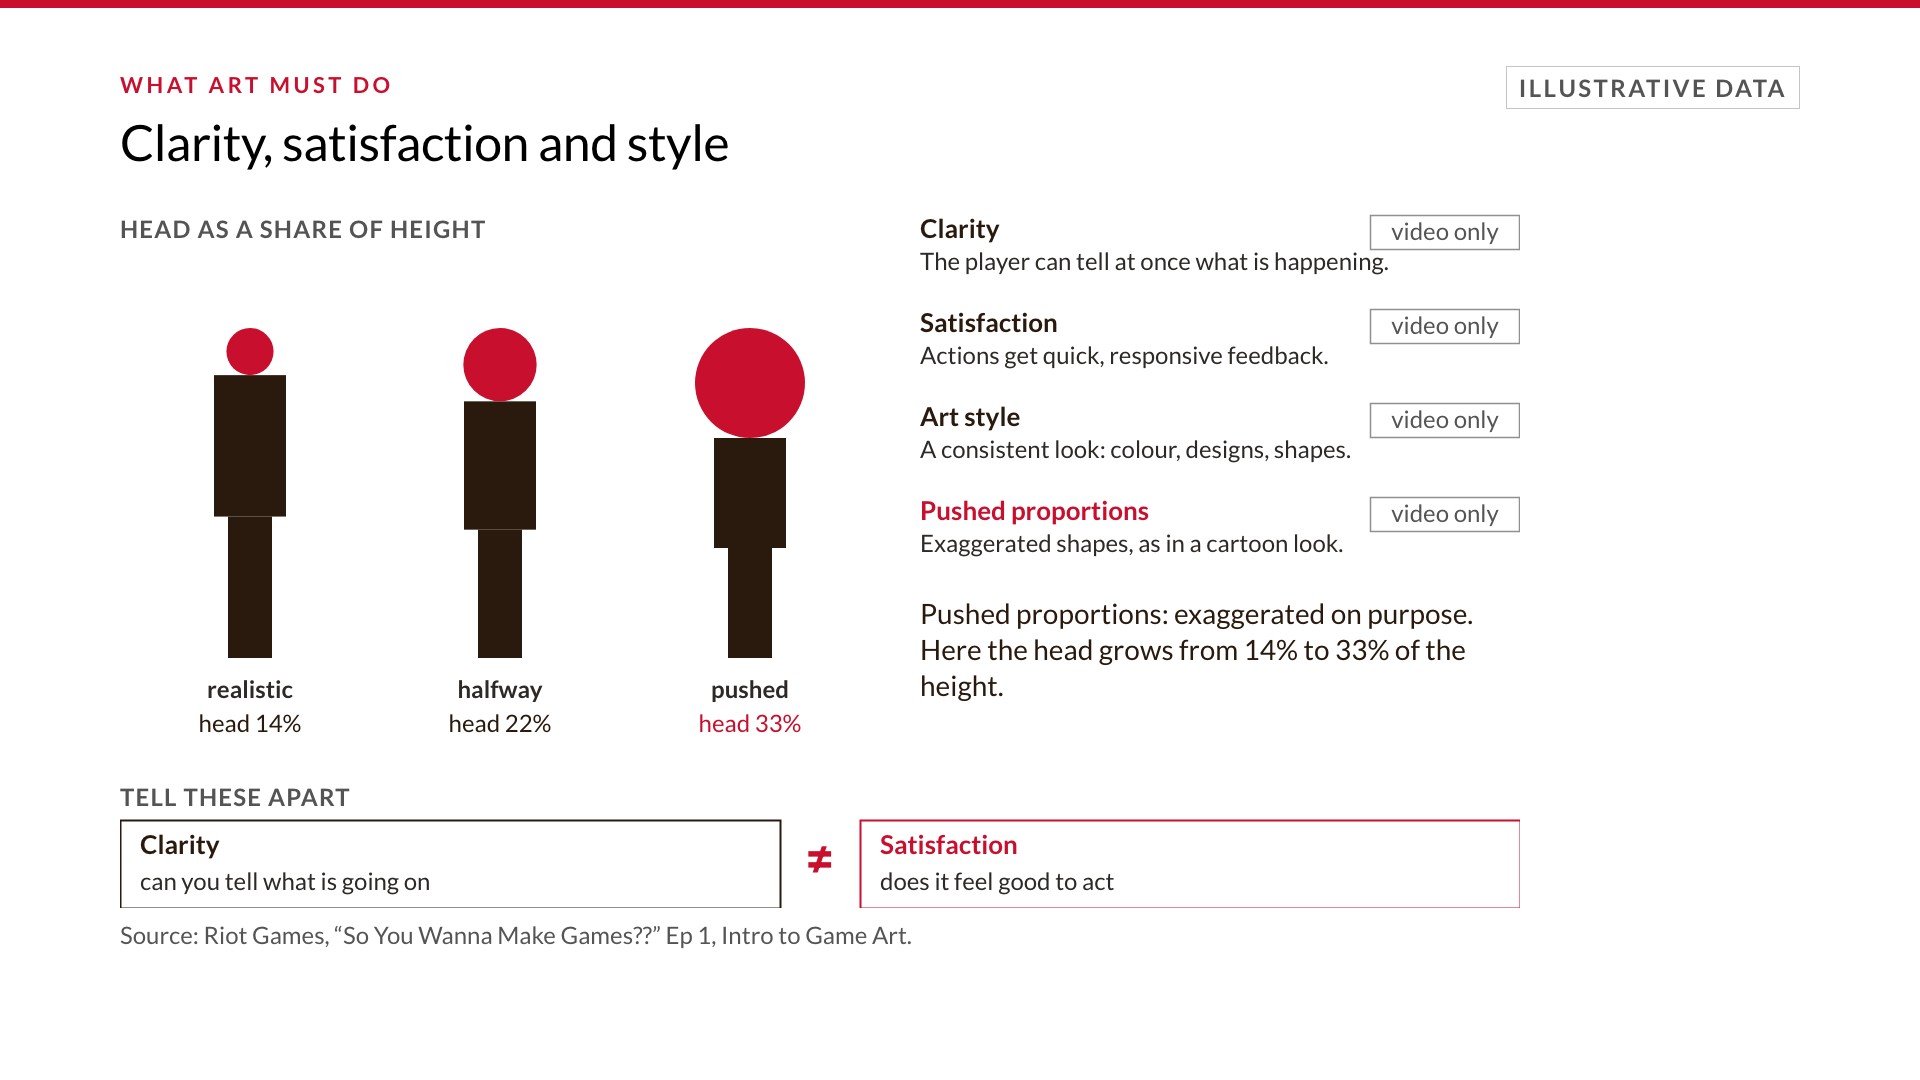 WHAT ART MUST DO
ILLUSTRATIVE DATA
Clarity, satisfaction and style
HEAD AS A SHARE OF HEIGHT
realistic
head 14%
halfway
head 22%
pushed
head 33%
Clarity
video only
The player can tell at once what is happening.
Satisfaction
video only
Actions get quick, responsive feedback.
Art style
video only
A consistent look: colour, designs, shapes.
Pushed proportions
video only
Exaggerated shapes, as in a cartoon look.
Pushed proportions: exaggerated on purpose.
Here the head grows from 14% to 33% of the
height.
TELL THESE APART
Clarity
can you tell what is going on
≠
Satisfaction
does it feel good to act
Source: Riot Games, “So You Wanna Make Games??” Ep 1, Intro to Game Art.